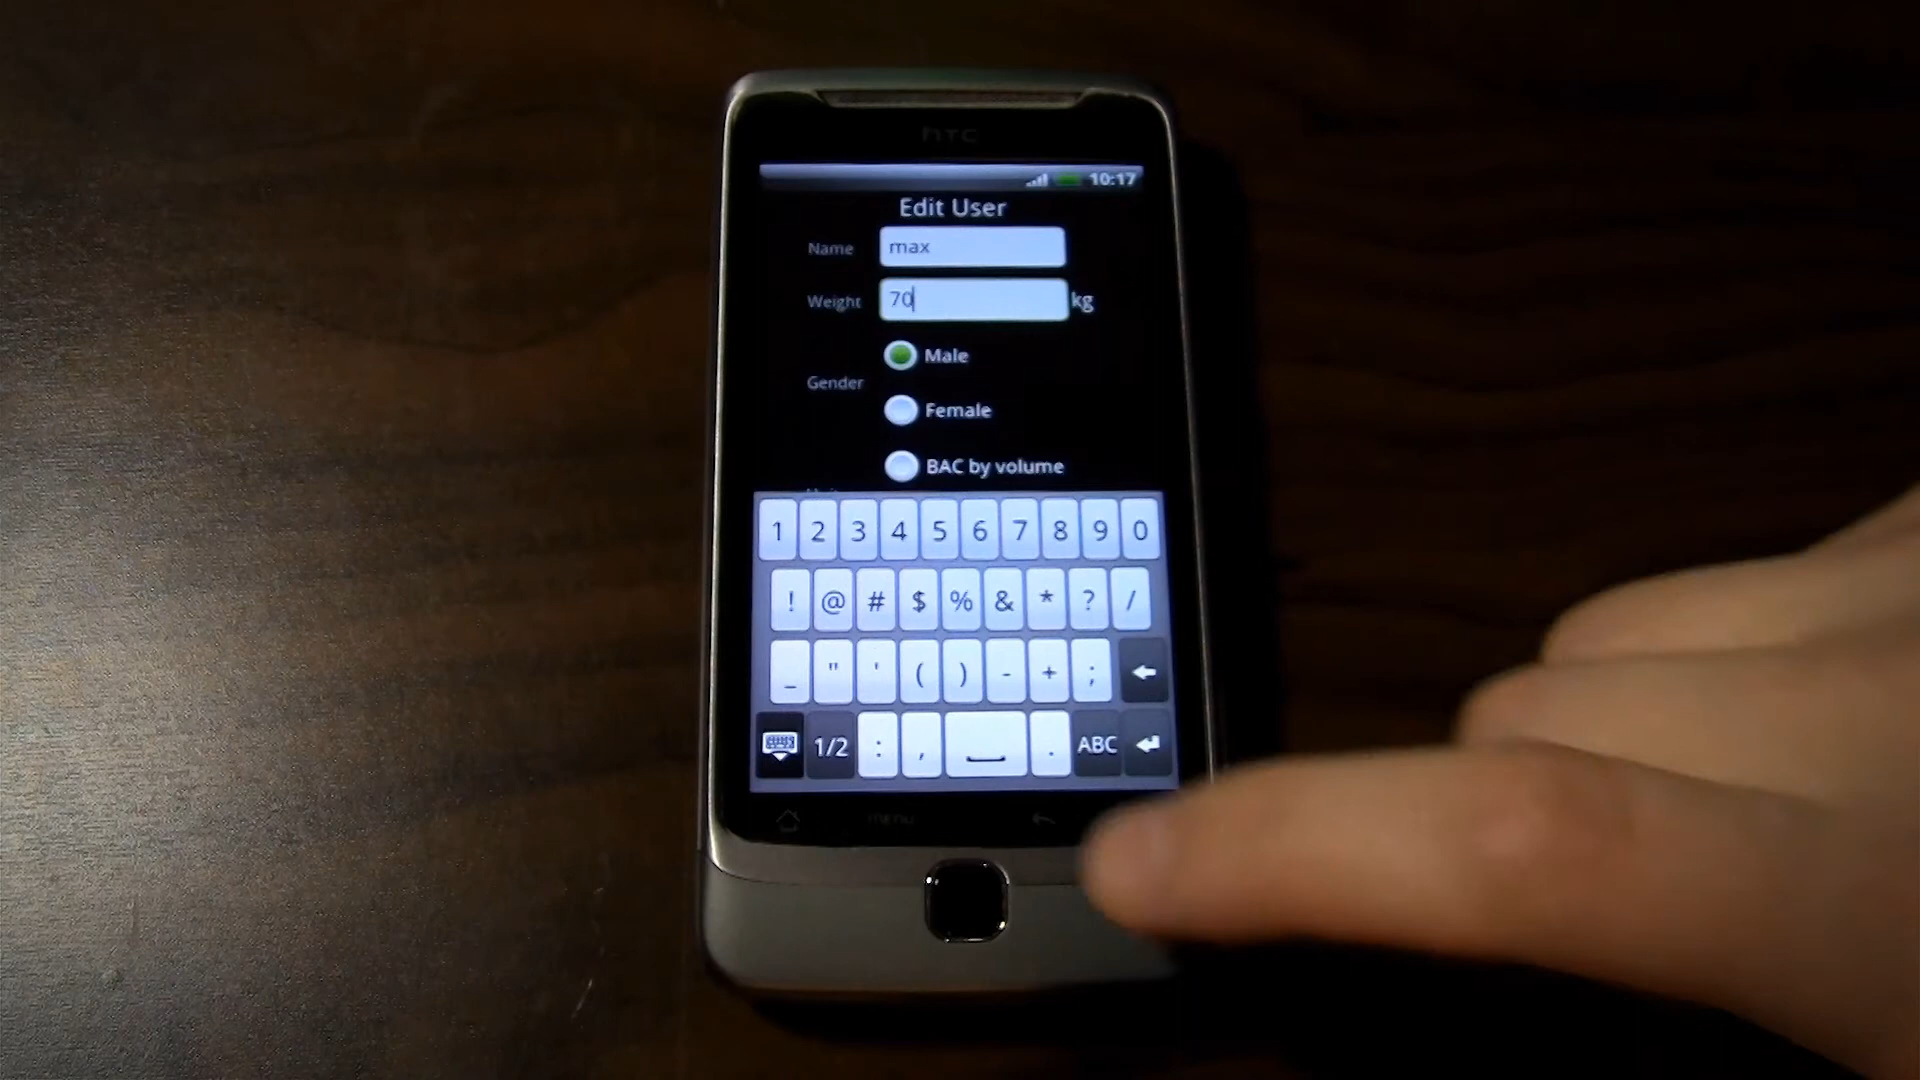 hTC
10:17
Edit User
Name max
Weight 70 kg
Male
Gender
Female
BAC by volume
1 2 3 4 5 6 7 8 9 0
! @ # $ % & * ? /
_ " ' ( ) - + ;
1/2 : , . ABC
menu